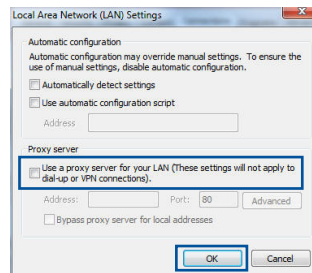 Local Area Network (LAN) Settings
Automatic configuration
Automatic configuration may override manual settings. To ensure the
use of manual settings, disable automatic configuration.
Automatically detect settings
Use automatic configuration script
Address
Proxy server
Use a proxy server for your LAN (These settings will not apply to
dial-up or VPN connections).
Address: Port: 80 Advanced
Bypass proxy server for local addresses
OK Cancel